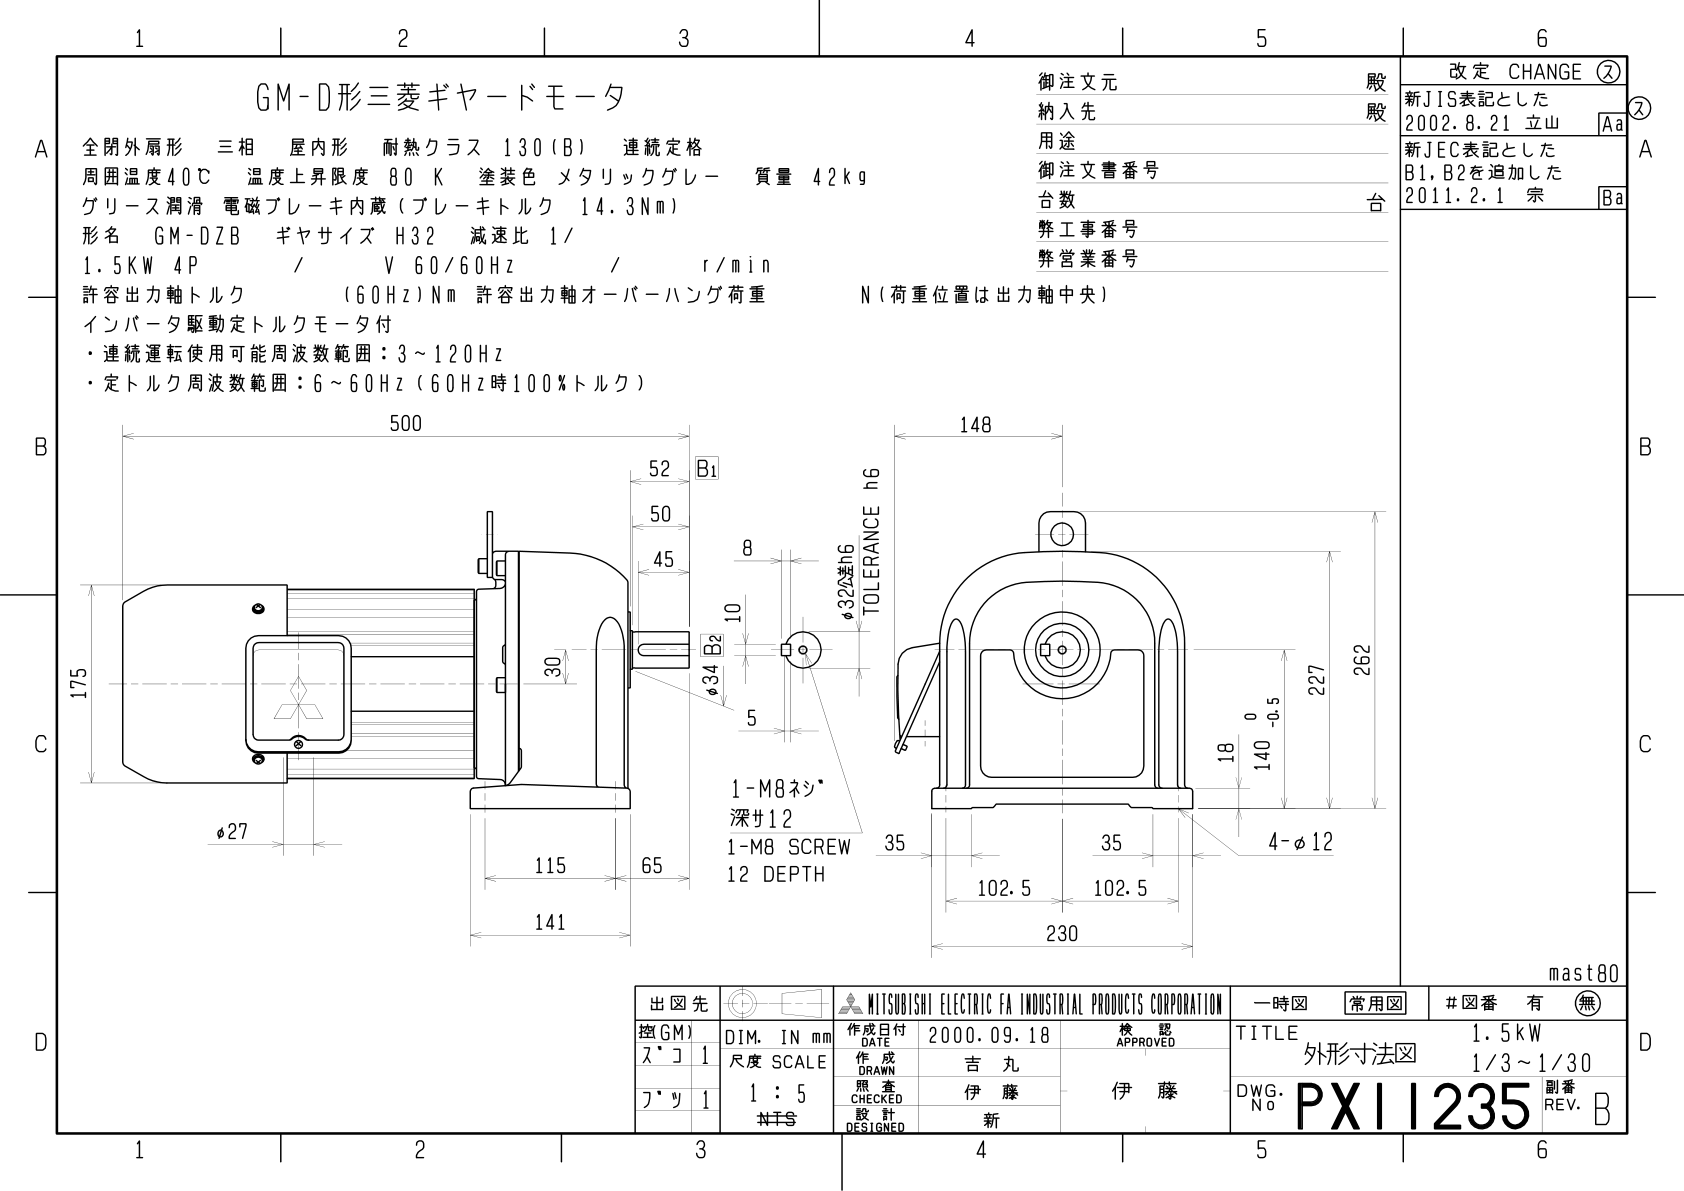 1 2 3 4 5 6
GM-D形三菱ギヤードモータ
全閉外扇形 三相 屋内形 耐熱クラス 130(B) 連続定格
周囲温度40℃ 温度上昇限度 80 K 塗装色 メタリックグレー 質量 42kg
グリース潤滑 電磁ブレーキ内蔵(ブレーキトルク 14.3Nm)
形名 GM-DZB ギヤサイズ H32 減速比 1/
1.5KW 4P / V 60/60Hz / r/min
許容出力軸トルク (60Hz)Nm 許容出力軸オーバーハング荷重 N(荷重位置は出力軸中央)
インバータ駆動定トルクモータ付
・連続運転使用可能周波数範囲：3~120Hz
・定トルク周波数範囲：6~60Hz(60Hz時100%トルク)
御注文元 殿
納入先 殿
用途
御注文書番号
台数 台
弊工事番号
弊営業番号
改定 CHANGE ス
新JIS表記とした
2002.8.21 立山 Aa
新JEC表記とした
B1,B2を追加した
2011.2.1 宗 Ba
ス
A A
B B
C C
D D
500
52 B1
50
45
175
30
φ34 B2
φ27
115 65
141
8
10
5
φ32公差h6
TOLERANCE h6
1-M8ネジ
深サ12
1-M8 SCREW
12 DEPTH
148
262
227
140 0 -0.5
18
4-φ12
35 35
102.5 102.5
230
mast80
出図先
控(GM)
ズコ 1
ブツ 1
DIM. IN mm
尺度 SCALE
1 : 5
NTS
MITSUBISHI ELECTRIC FA INDUSTRIAL PRODUCTS CORPORATION
作成日付 DATE 2000.09.18
作成 DRAWN 吉丸
照査 CHECKED 伊藤
設計 DESIGNED 新
検認 APPROVED
伊藤
一時図 常用図 #図番 有 無
TITLE
外形寸法図
1.5kW
1/3~1/30
DWG. No PX11235
副番 REV. B
1 2 3 4 5 6